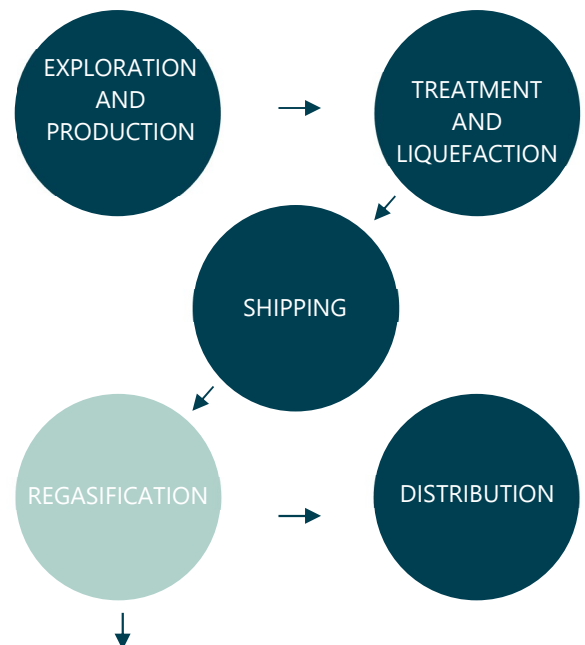 EXPLORATION
AND
PRODUCTION
TREATMENT
AND
LIQUEFACTION
SHIPPING
REGASIFICATION
DISTRIBUTION